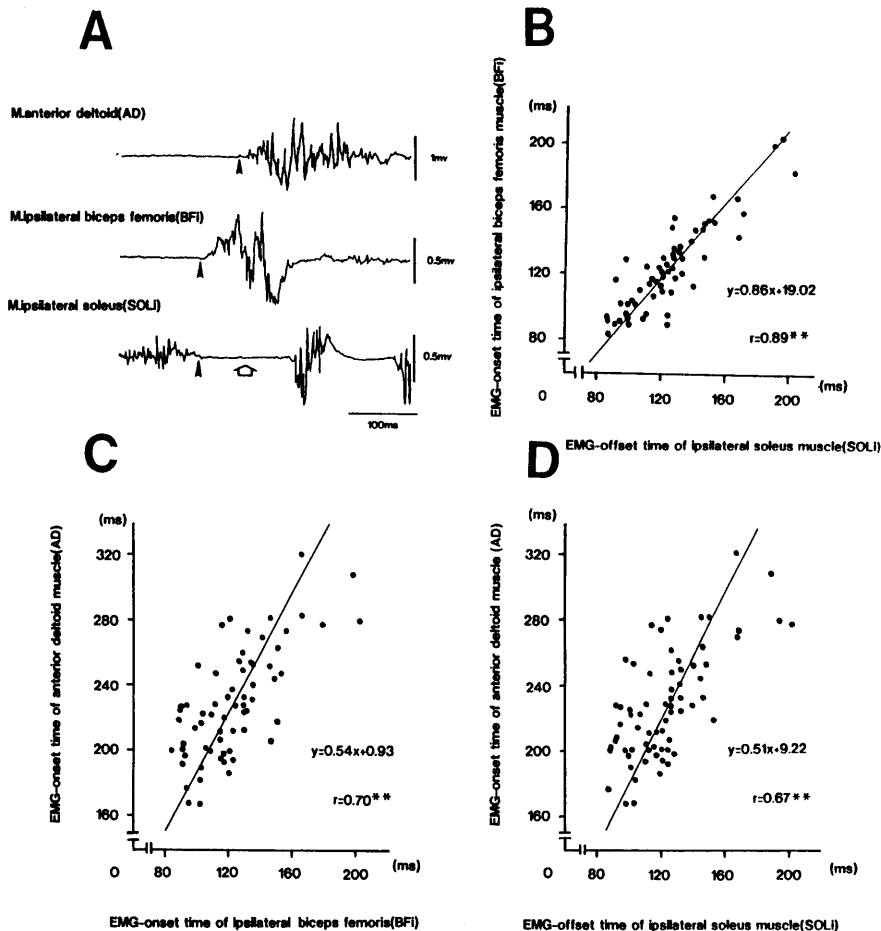 A
M.anterior deltoid(AD)
1mv
M.ipsilateral biceps femoris(BFi)
0.5mv
M.ipsilateral soleus(SOLi)
0.5mv
100ms
B
EMG-onset time of ipsilateral biceps femoris muscle(BFi)
(ms)
200
160
120
80
0
80
120
160
200
(ms)
y=0.86x+19.02
r=0.89**
EMG-offset time of ipsilateral soleus muscle(SOLi)
C
EMG-onset time of anterior deltoid muscle(AD)
(ms)
320
280
240
200
160
0
80
120
160
200
(ms)
y=0.54x+0.93
r=0.70**
EMG-onset time of ipsilateral biceps femoris(BFi)
D
EMG-onset time of anterior deltoid muscle (AD)
(ms)
320
280
240
200
160
0
80
120
160
200
(ms)
y=0.51x+9.22
r=0.67**
EMG-offset time of ipsilateral soleus muscle(SOLi)